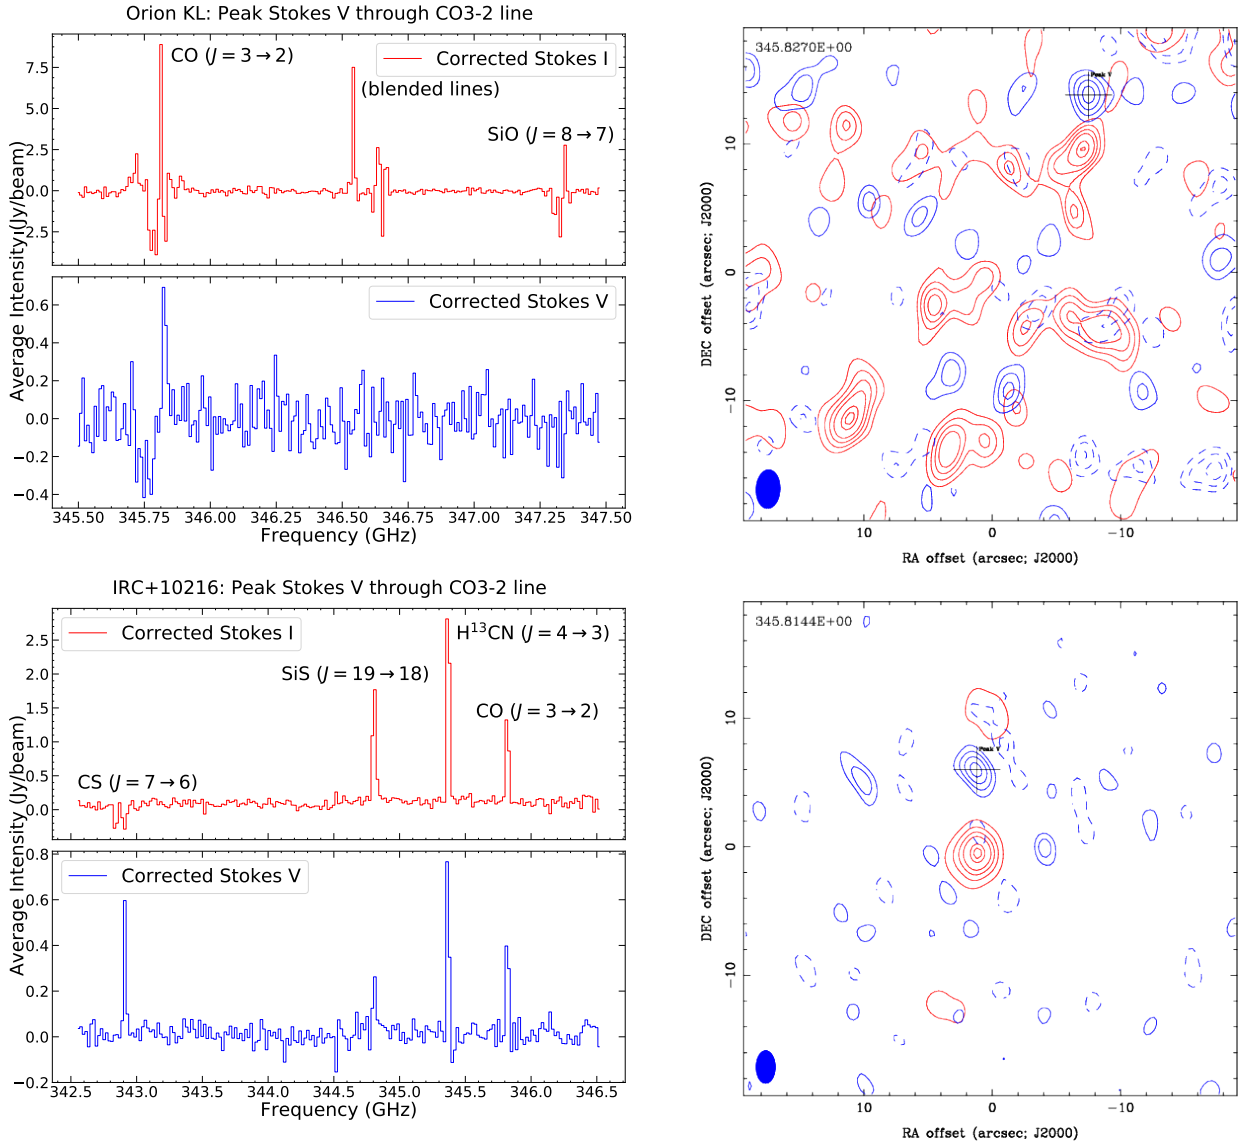 Orion KL: Peak Stokes V through CO3-2 line
CO (J = 3 → 2)
Corrected Stokes I
(blended lines)
SiO (J = 8 → 7)
7.5
5.0
2.5
0.0
2.5
Corrected Stokes V
0.6
0.4
0.2
0.0
−0.2
−0.4
Average Intensity (Jy/beam)
345.50 345.75 346.00 346.25 346.50 346.75 347.00 347.25 347.50
Frequency (GHz)
345.8270E+00
Peak V
10
0
−10
DEC offset (arcsec; J2000)
10 0 −10
RA offset (arcsec; J2000)
IRC+10216: Peak Stokes V through CO3-2 line
Corrected Stokes I
H¹³CN (J = 4 → 3)
SiS (J = 19 → 18)
CO (J = 3 → 2)
CS (J = 7 → 6)
2.5
2.0
1.5
1.0
0.5
0.0
Corrected Stokes V
0.8
0.6
0.4
0.2
0.0
−0.2
Average Intensity (Jy/beam)
342.5 343.0 343.5 344.0 344.5 345.0 345.5 346.0 346.5
Frequency (GHz)
345.8144E+00
Peak V
10
0
−10
DEC offset (arcsec; J2000)
10 0 −10
RA offset (arcsec; J2000)